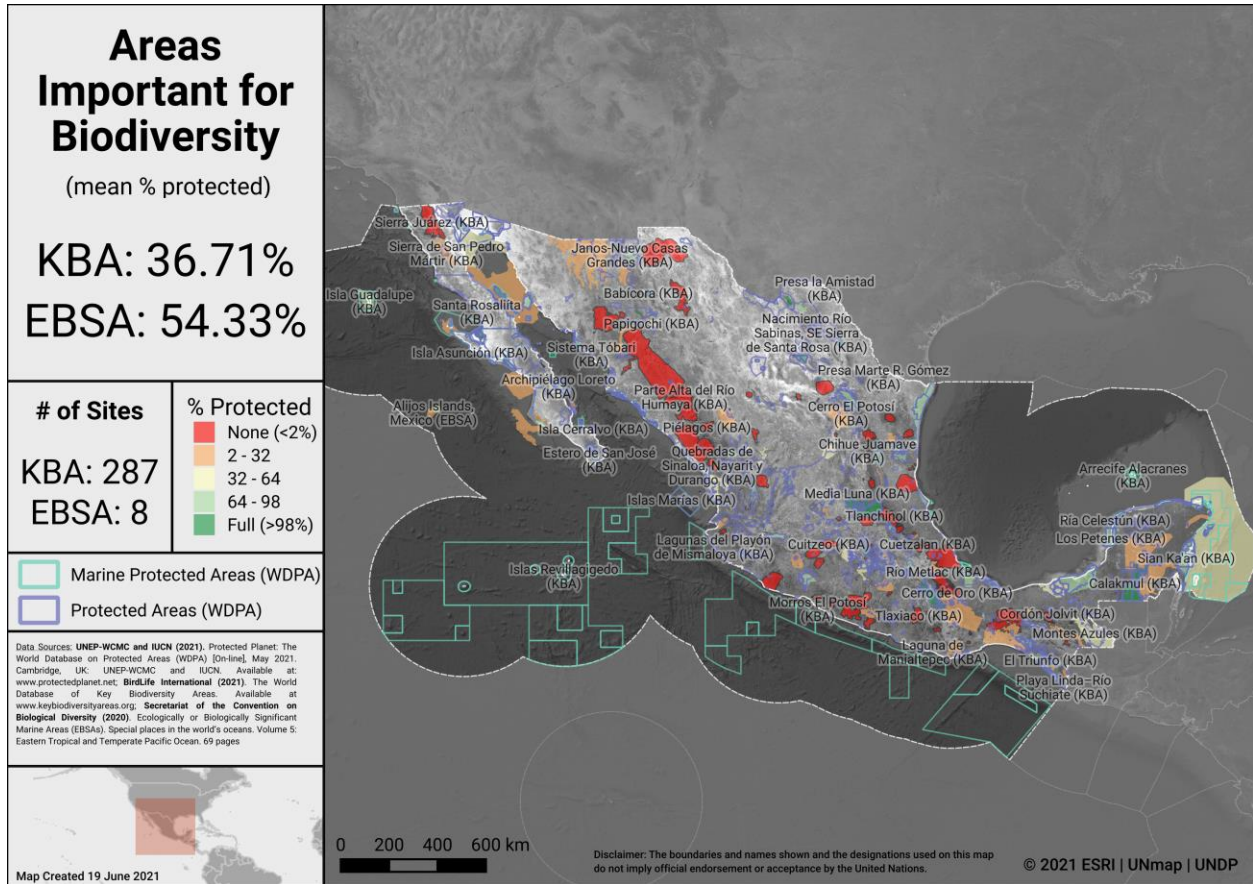 Areas
Important for
Biodiversity
(mean % protected)
KBA: 36.71%
EBSA: 54.33%
# of Sites
KBA: 287
EBSA: 8
% Protected
None (<2%)
2 - 32
32 - 64
64 - 98
Full (>98%)
Marine Protected Areas (WDPA)
Protected Areas (WDPA)
Data Sources: UNEP-WCMC and IUCN (2021). Protected Planet: The
World Database on Protected Areas (WDPA) [On-line], May 2021.
Cambridge, UK: UNEP-WCMC and IUCN. Available at:
www.protectedplanet.net; BirdLife International (2021). The World
Database of Key Biodiversity Areas. Available at
www.keybiodiversityareas.org; Secretariat of the Convention on
Biological Diversity (2020). Ecologically or Biologically Significant
Marine Areas (EBSAs). Special places in the world's oceans. Volume 5:
Eastern Tropical and Temperate Pacific Ocean. 69 pages
Map Created 19 June 2021
Sierra Juárez (KBA)
Sierra de San Pedro
Mártir (KBA)
Janos-Nuevo Casas
Grandes (KBA)
Isla Guadalupe
(KBA)
Santa Rosaliita
(KBA)
Babícora (KBA)
Presa la Amistad
(KBA)
Papigochi (KBA)
Nacimiento Río
Sabinas, SE Sierra
de Santa Rosa (KBA)
Isla Asunción (KBA)
Sistema Tóbari
(KBA)
Presa Marte R. Gómez
(KBA)
Archipiélago Loreto
(KBA)
Parte Alta del Río
Humaya (KBA)
Cerro El Potosí
(KBA)
Alijos Islands,
Mexico (EBSA)
Isla Cerralvo (KBA)
Piélagos (KBA)
Chihue Juamave
(KBA)
Estero de San José
(KBA)
Quebradas de
Sinaloa, Nayarit y
Durango (KBA)
Arrecife Alacranes
(KBA)
Islas Marías (KBA)
Media Luna (KBA)
Tlanchinol (KBA)
Ría Celestún (KBA)
Los Petenes (KBA)
Lagunas del Playón
de Mismaloya (KBA)
Cuitzeo (KBA)
Cuetzalan (KBA)
Sian Ka'an (KBA)
Islas Revillagigedo
(KBA)
Río Metlac (KBA)
Calakmul (KBA)
Cerro de Oro (KBA)
Morros El Potosí
(KBA)
Tlaxiaco (KBA)
Cordón Jolvit (KBA)
Montes Azules (KBA)
Laguna de
Manialtepec (KBA)
El Triunfo (KBA)
Playa Linda–Río
Suchiate (KBA)
0 200 400 600 km
Disclaimer: The boundaries and names shown and the designations used on this map
do not imply official endorsement or acceptance by the United Nations.
© 2021 ESRI | UNmap | UNDP